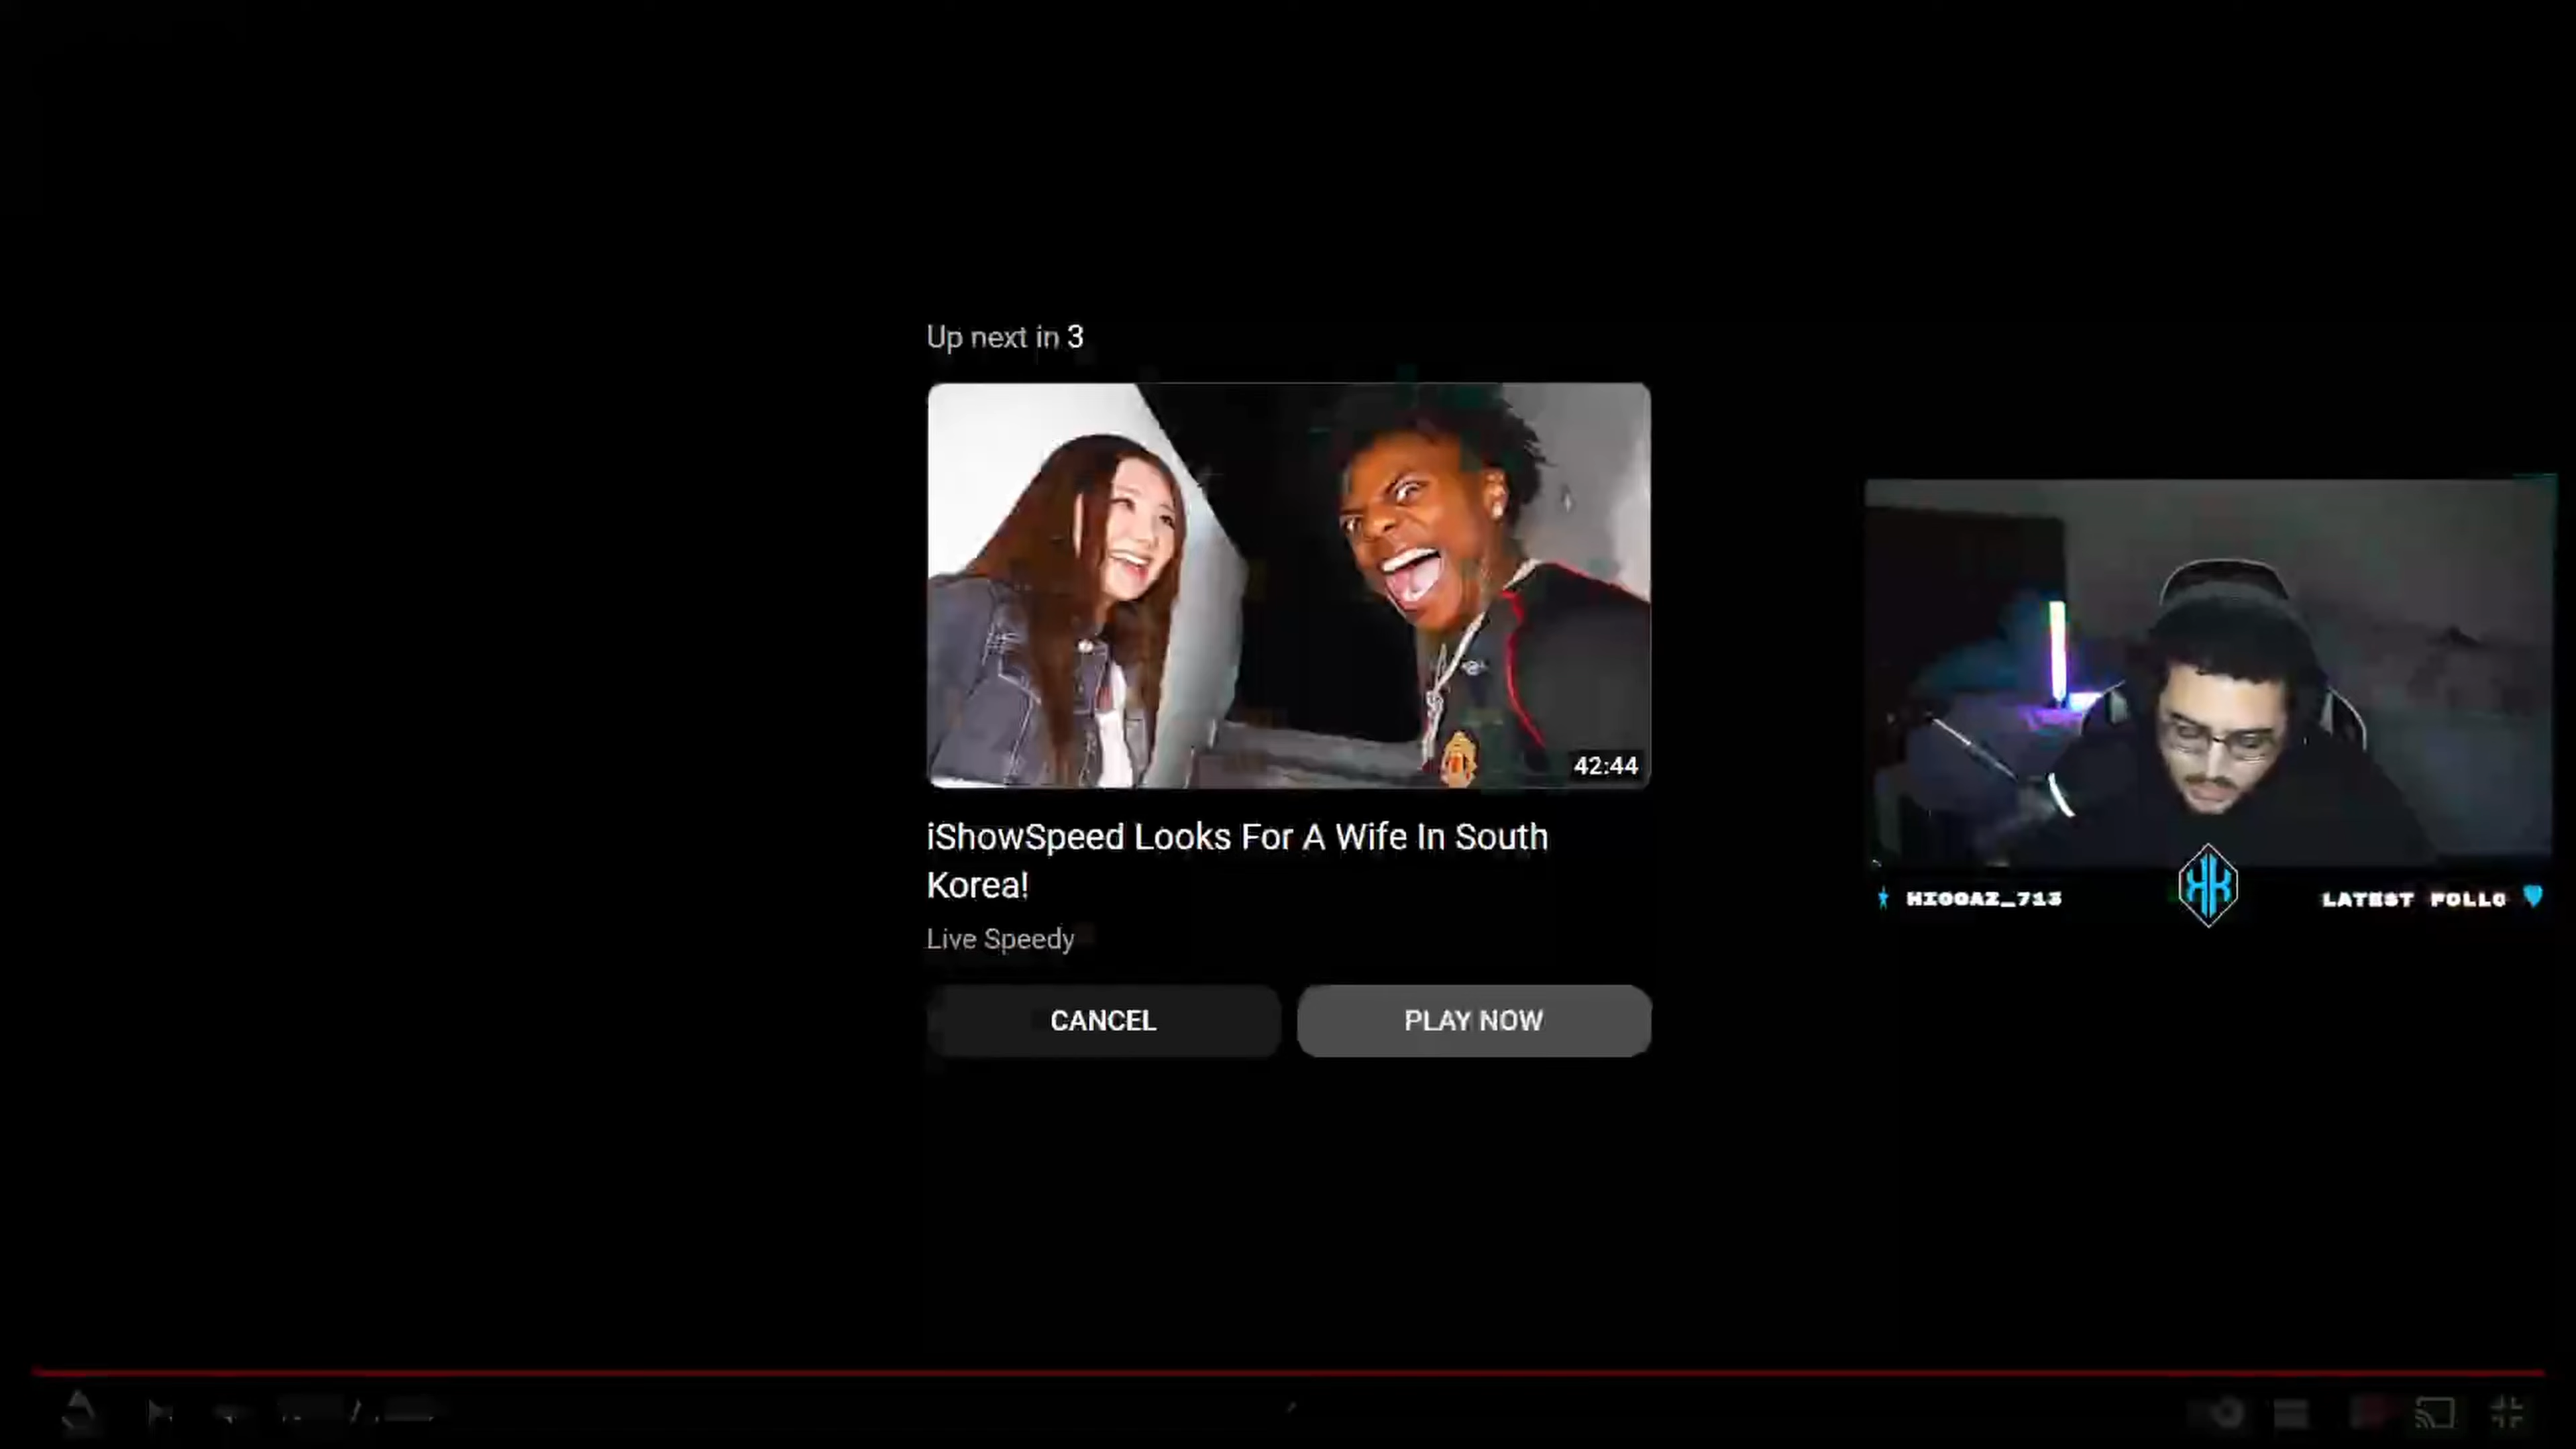 Up next in 3
42:44
iShowSpeed Looks For A Wife In South
Korea!
Live Speedy
CANCEL
PLAY NOW
HIGGAZ_713
LATEST FOLLO